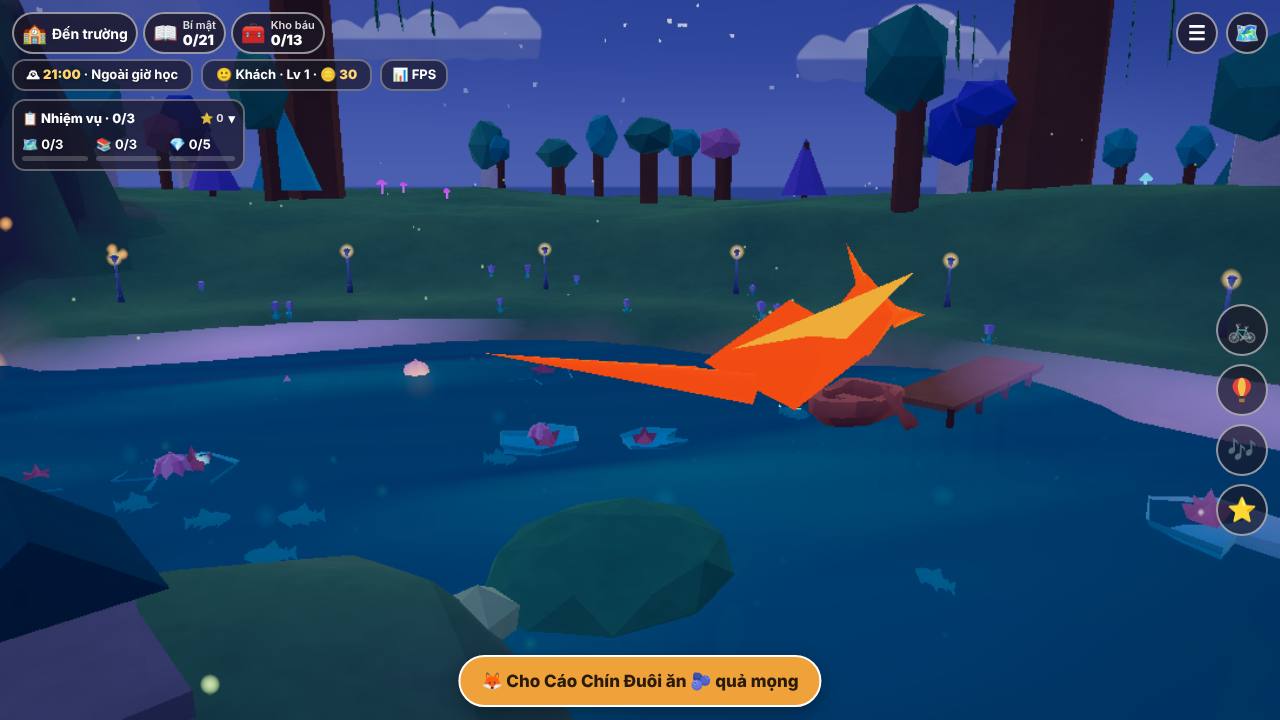 Đến trường
Bí mật
0/21
Kho báu
0/13
21:00 · Ngoài giờ học
Khách · Lv 1 · 30
FPS
Nhiệm vụ · 0/3
0 ▾
0/3
0/3
0/5
Cho Cáo Chín Đuôi ăn quả mọng